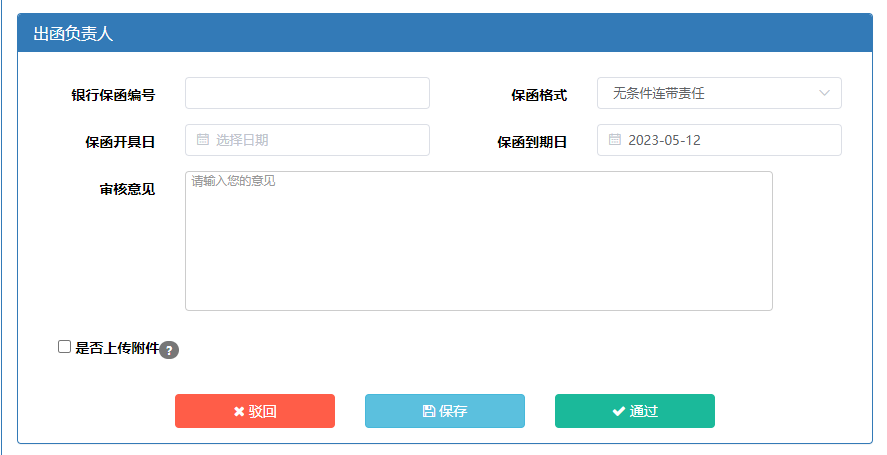 出函负责人
银行保函编号
保函格式 无条件连带责任
保函开具日 选择日期
保函到期日 2023-05-12
审核意见 请输入您的意见
是否上传附件 ?
驳回 保存 通过